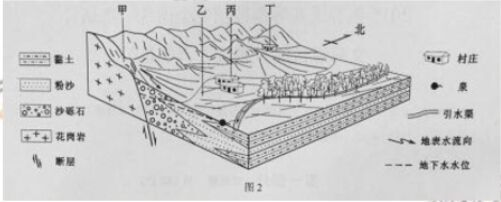 甲
乙
丙
丁
北
黏土
粉沙
沙砾石
花岗岩
断层
村庄
泉
引水渠
地表水流向
地下水水位
图2